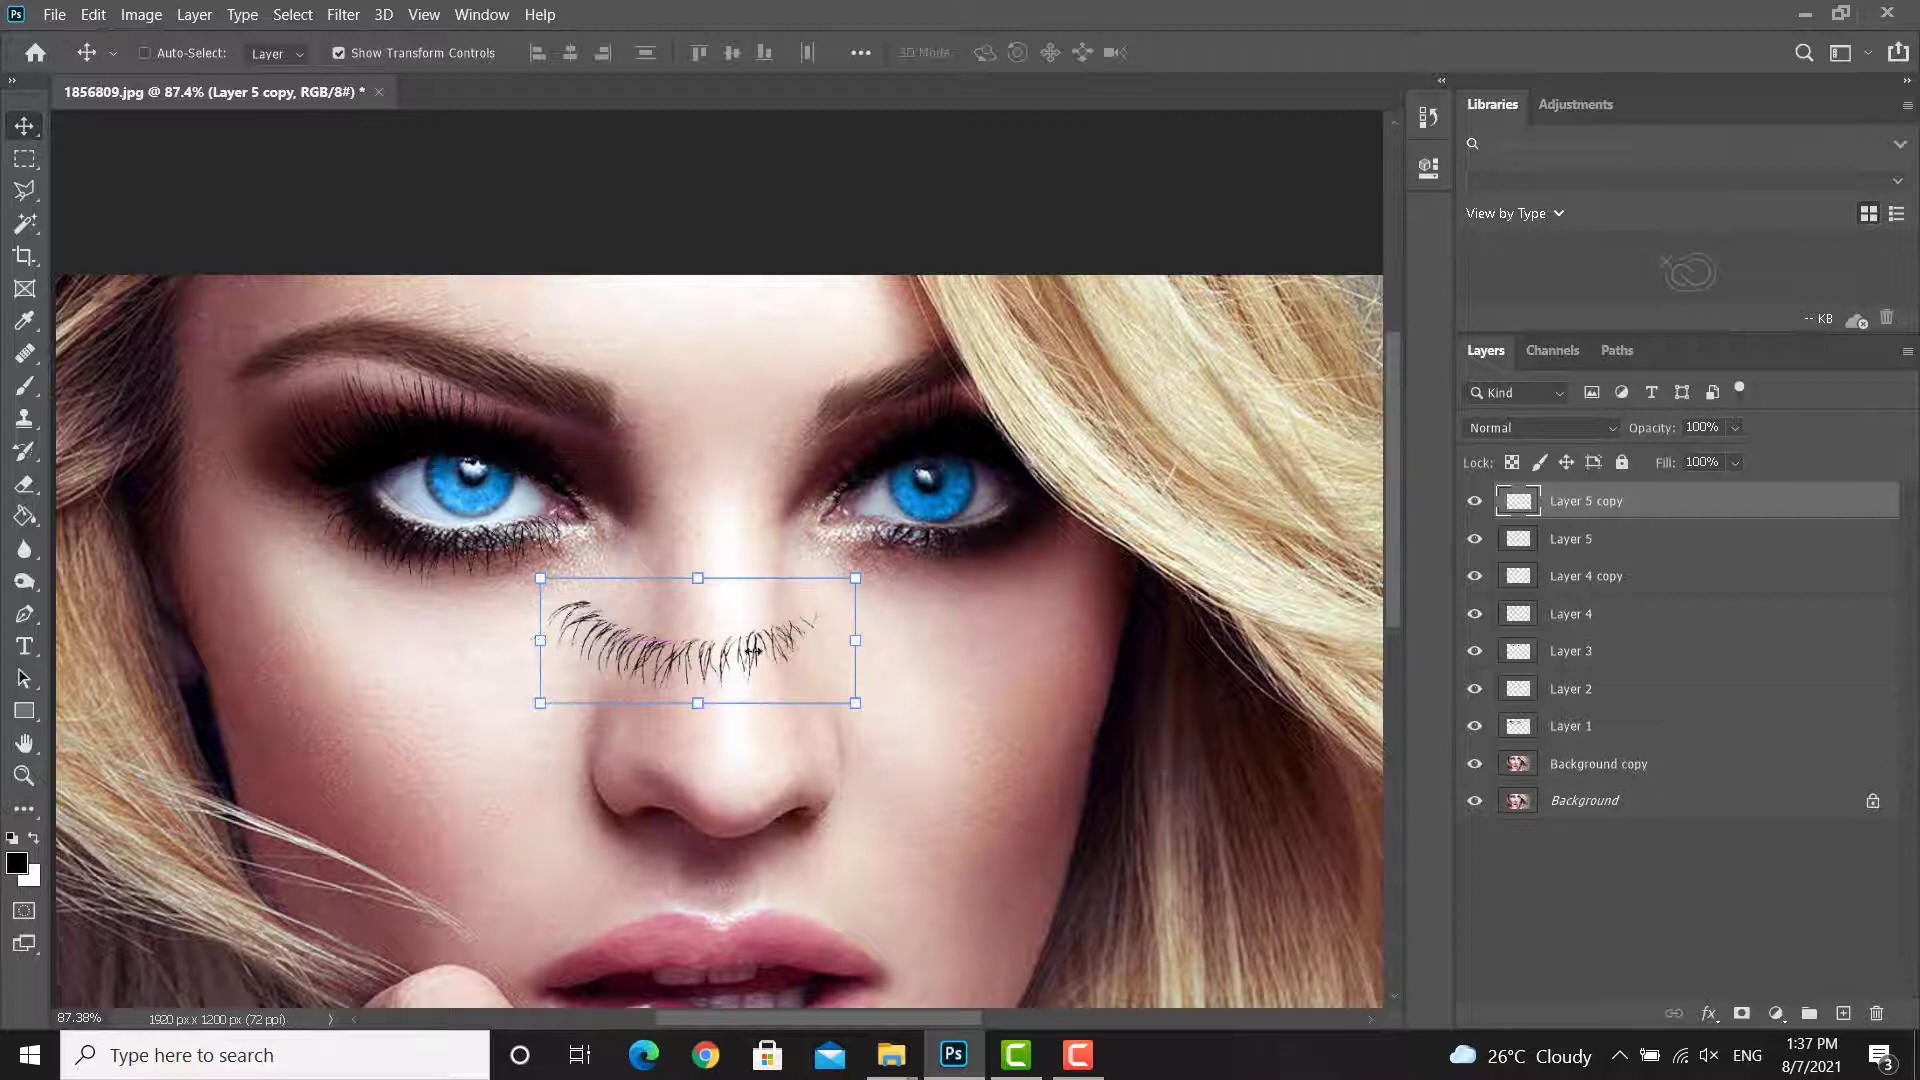 Ps File Edit Image Layer Type Select Filter 3D View Window Help
Auto-Select: Layer Show Transform Controls 3D Mode
1856809.jpg @ 87.4% (Layer 5 copy, RGB/8#) *
Libraries Adjustments
View by Type
-- KB
Layers Channels Paths
Kind
Normal Opacity: 100%
Lock: Fill: 100%
Layer 5 copy
Layer 5
Layer 4 copy
Layer 4
Layer 3
Layer 2
Layer 1
Background copy
Background
87.38% 1920 px x 1200 px (72 ppi)
Type here to search
Ps
26°C Cloudy
ENG
1:37 PM
8/7/2021
3